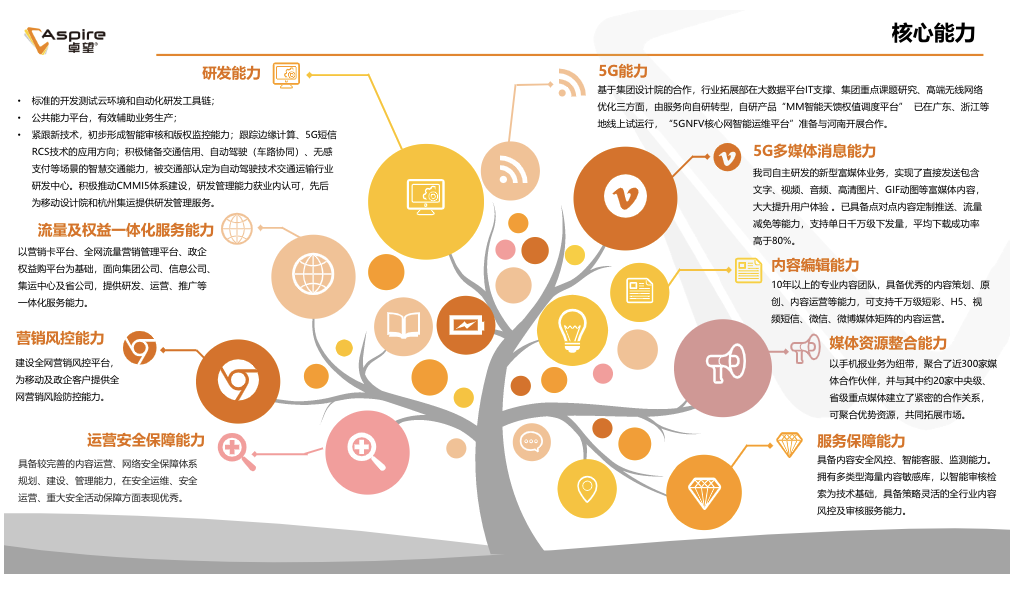 Aspire
卓望®
核心能力
研发能力
• 标准的开发测试云环境和自动化研发工具链；
• 公共能力平台，有效辅助业务生产；
• 紧跟新技术，初步形成智能审核和版权监控能力；跟踪边缘计算、5G短信
RCS技术的应用方向；积极储备交通信用、自动驾驶（车路协同）、无感
支付等场景的智慧交通能力，被交通部认定为自动驾驶技术交通运输行业
研发中心。积极推动CMMI5体系建设，研发管理能力获业内认可，先后
为移动设计院和杭州集运提供研发管理服务。
流量及权益一体化服务能力
以营销卡平台、全网流量营销管理平台、政企
权益购平台为基础，面向集团公司、信息公司、
集运中心及省公司，提供研发、运营、推广等
一体化服务能力。
营销风控能力
建设全网营销风控平台，
为移动及政企客户提供全
网营销风险防控能力。
运营安全保障能力
具备较完善的内容运营、网络安全保障体系
规划、建设、管理能力，在安全运维、安全
运营、重大安全活动保障方面表现优秀。
5G能力
基于集团设计院的合作，行业拓展部在大数据平台IT支撑、集团重点课题研究、高端无线网络
优化三方面，由服务向自研转型，自研产品“MM智能天馈权值调度平台” 已在广东、浙江等
地线上试运行，“5GNFV核心网智能运维平台”准备与河南开展合作。
5G多媒体消息能力
我司自主研发的新型富媒体业务，实现了直接发送包含
文字、视频、音频、高清图片、GIF动图等富媒体内容，
大大提升用户体验 。已具备点对点内容定制推送、流量
减免等能力，支持单日千万级下发量，平均下载成功率
高于80%。
内容编辑能力
10年以上的专业内容团队，具备优秀的内容策划、原
创、内容运营等能力，可支持千万级短彩、H5、视
频短信、微信、微博媒体矩阵的内容运营。
媒体资源整合能力
以手机报业务为纽带，聚合了近300家媒
体合作伙伴，并与其中约20家中央级、
省级重点媒体建立了紧密的合作关系，
可聚合优势资源，共同拓展市场。
服务保障能力
具备内容安全风控、智能客服、监测能力。
拥有多类型海量内容敏感库，以智能审核检
索为技术基础，具备策略灵活的全行业内容
风控及审核服务能力。